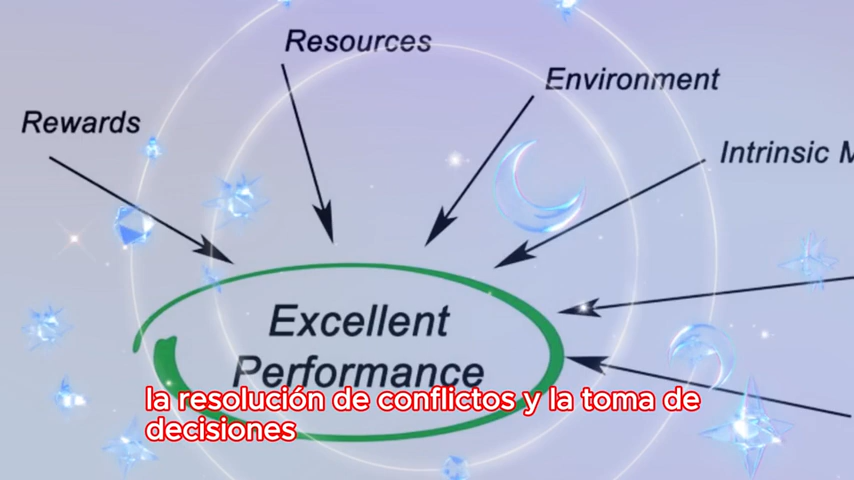 Resources
Environment
Rewards
Intrinsic M
Excellent
Performance
la resolución de conflictos y la toma de
decisiones